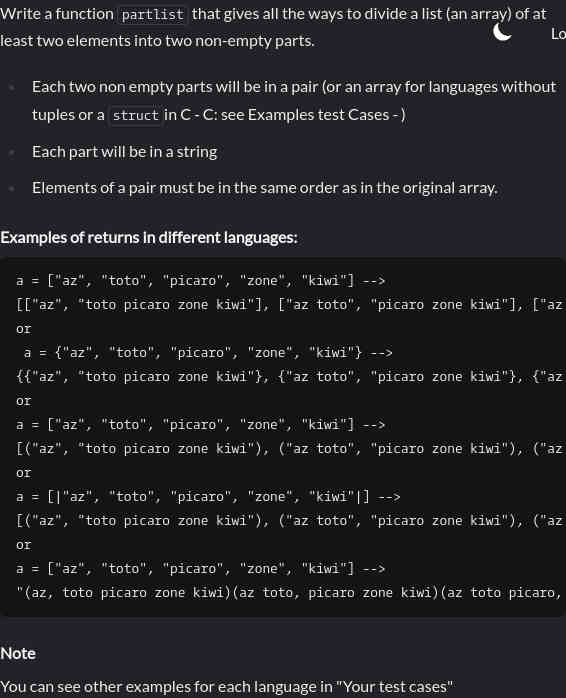 Write a function partlist that gives all the ways to divide a list (an array) of at
least two elements into two non-empty parts.
Lo
Each two non empty parts will be in a pair (or an array for languages without
tuples or a struct in C - C: see Examples test Cases - )
Each part will be in a string
Elements of a pair must be in the same order as in the original array.
Examples of returns in different languages:
a = ["az", "toto", "picaro", "zone", "kiwi"] -->
[["az", "toto picaro zone kiwi"], ["az toto", "picaro zone kiwi"], ["az
or
a = {"az", "toto", "picaro", "zone", "kiwi"} -->
{{"az", "toto picaro zone kiwi"}, {"az toto", "picaro zone kiwi"}, {"az
or
a = ["az", "toto", "picaro", "zone", "kiwi"] -->
[("az", "toto picaro zone kiwi"), ("az toto", "picaro zone kiwi"), ("az
or
a = [|"az", "toto", "picaro", "zone", "kiwi"|] -->
[("az", "toto picaro zone kiwi"), ("az toto", "picaro zone kiwi"), ("az
or
a = ["az", "toto", "picaro", "zone", "kiwi"] -->
"(az, toto picaro zone kiwi)(az toto, picaro zone kiwi)(az toto picaro,
Note
You can see other examples for each language in "Your test cases"